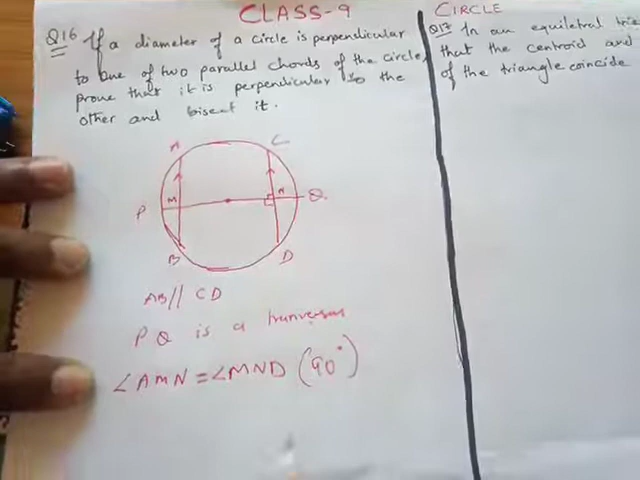 CLASS-9
CIRCLE
Q16 If a diameter of a circle is perpendicular
to one of two parallel chords of the circle,
prove that it is perpendicular to the
other and bisect it.
Q17 In an equilatral trie
that the centroid and
of the triangle coincide
A
C
P
M
N
Q
B
D
AB // CD
PQ is a
∠AMN = ∠MND (90°)